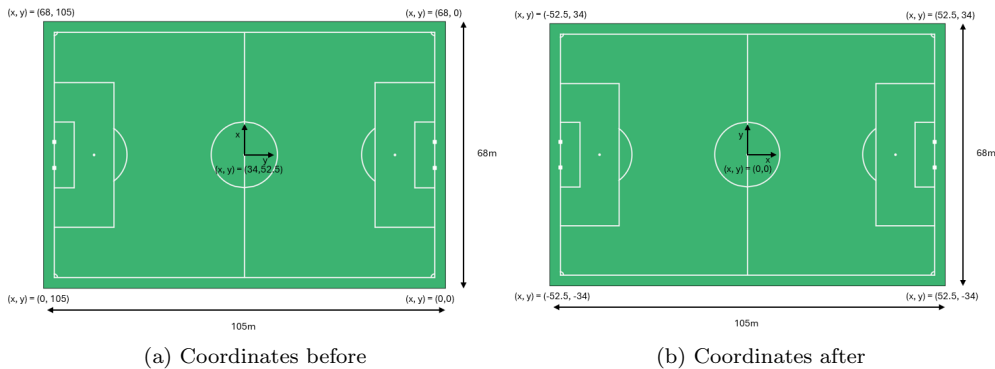 (x, y) = (68, 105)
(x, y) = (68, 0)
x
y
(x, y) = (34,52.5)
68m
(x, y) = (0, 105)
(x, y) = (0,0)
105m
(a) Coordinates before
(x, y) = (-52.5, 34)
(x, y) = (52.5, 34)
y
x
(x, y) = (0,0)
68m
(x, y) = (-52.5, -34)
(x, y) = (52.5, -34)
105m
(b) Coordinates after